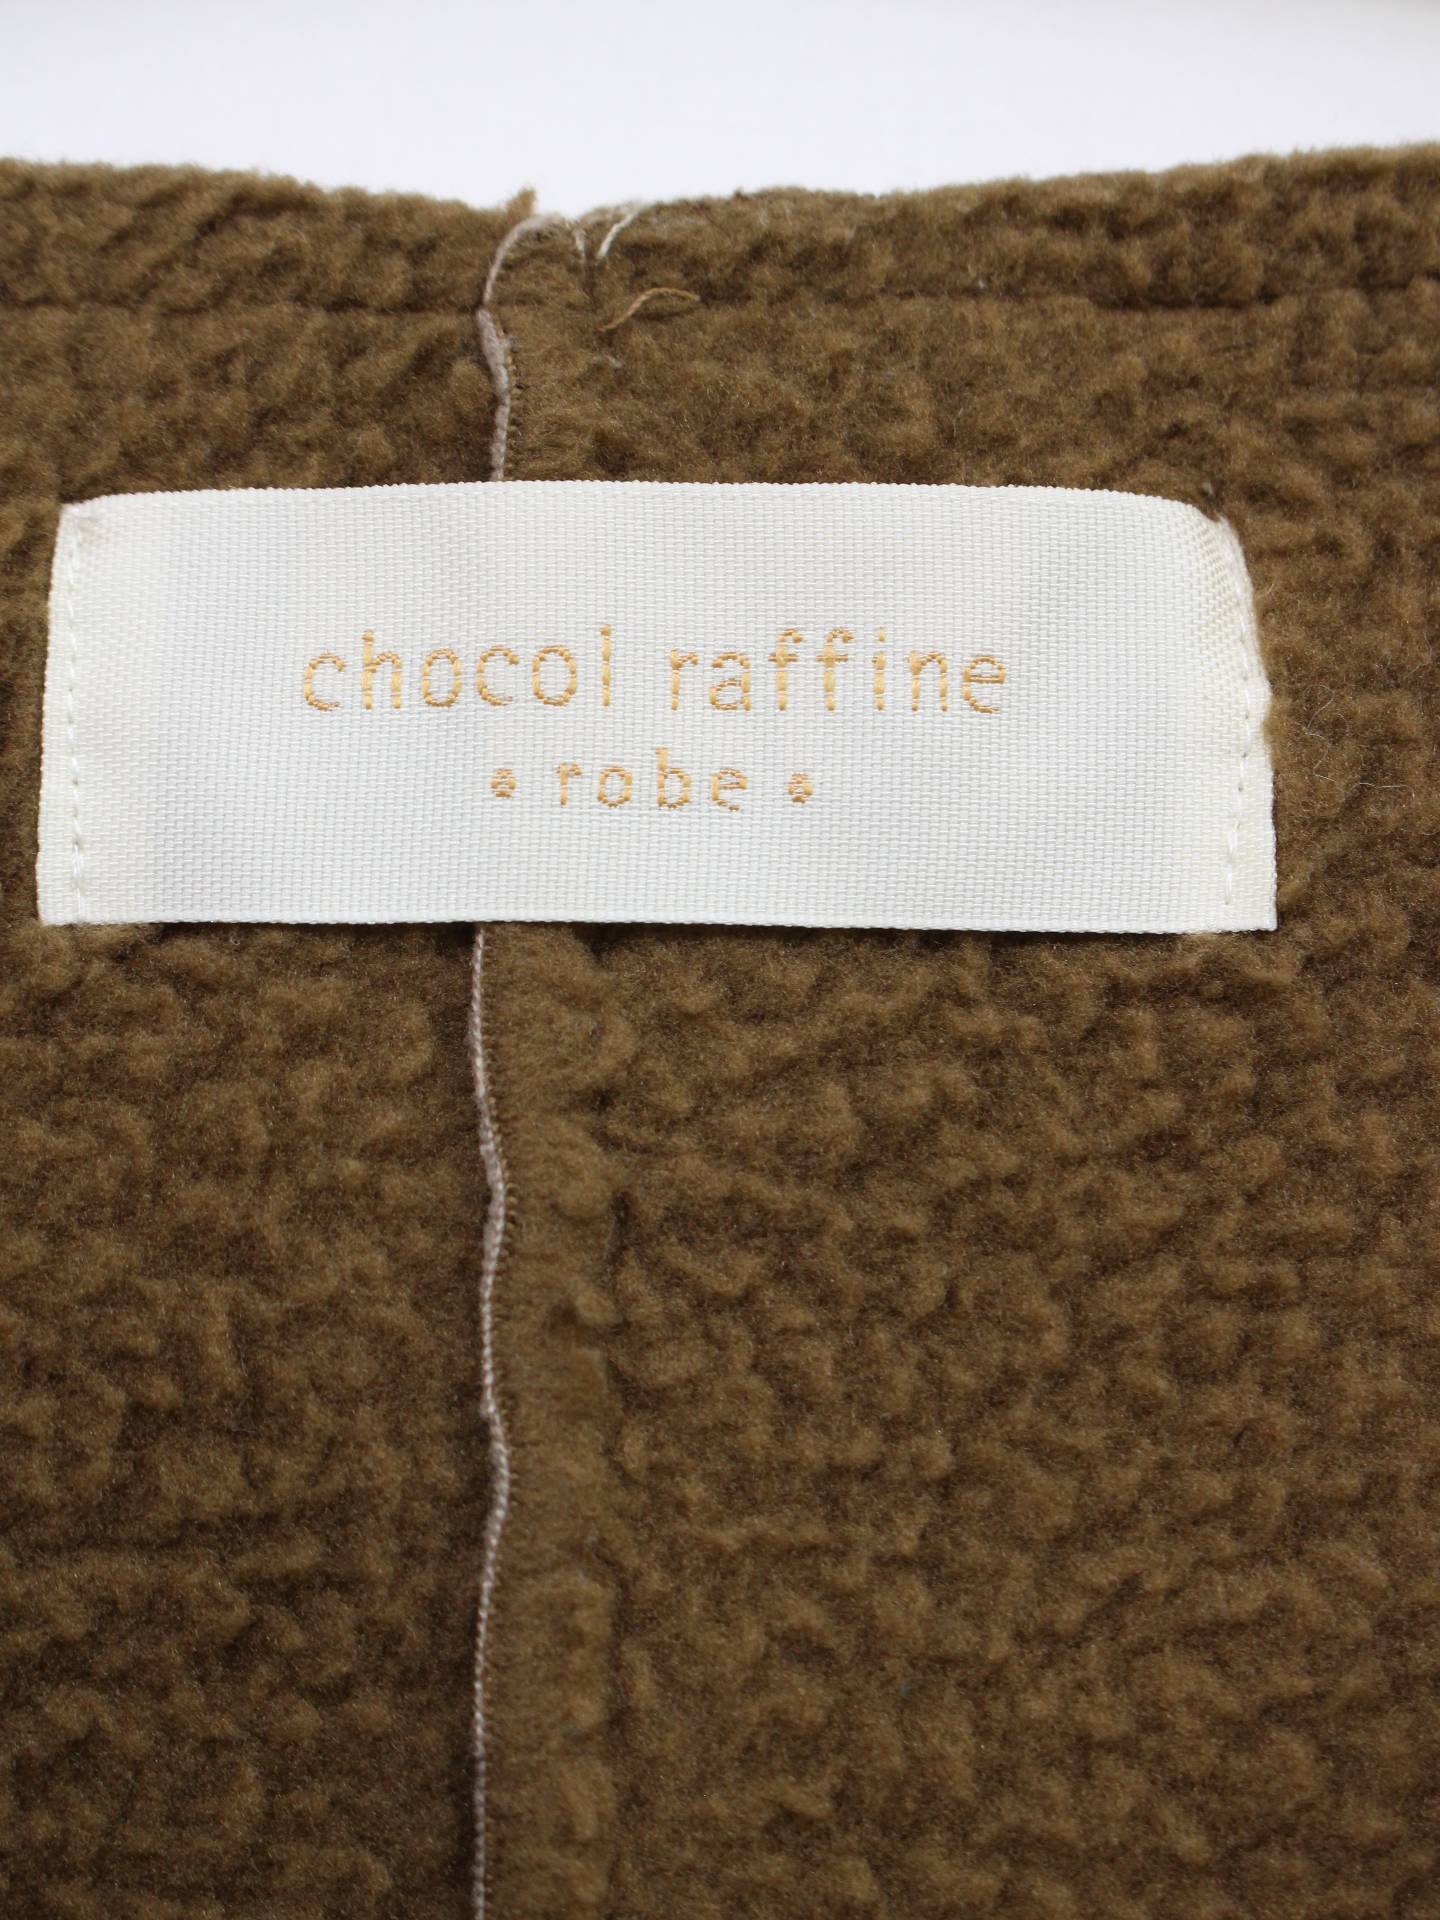 chocol raffine
• robe •